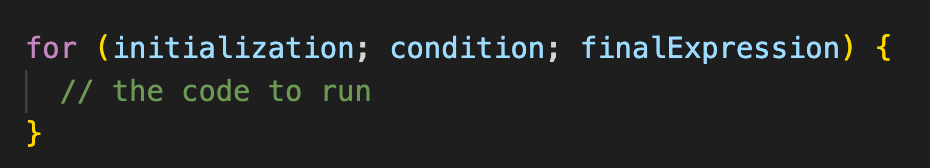 for (initialization; condition; finalExpression) {
// the code to run
}